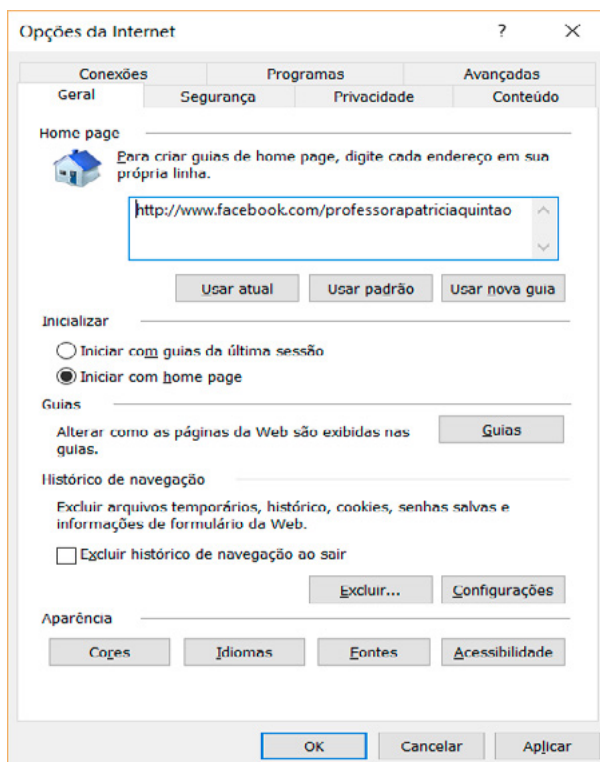 Opções da Internet ?
Conexões Programas Avançadas
Geral Segurança Privacidade Conteúdo
Home page
Para criar guias de home page, digite cada endereço em sua
própria linha.
http://www.facebook.com/professorapatriciaquintao
Usar atual Usar padrão Usar nova guia
Inicializar
Iniciar com guias da última sessão
Iniciar com home page
Guias
Alterar como as páginas da Web são exibidas nas
guias.
Guias
Histórico de navegação
Excluir arquivos temporários, histórico, cookies, senhas salvas e
informações de formulário da Web.
Excluir histórico de navegação ao sair
Excluir... Configurações
Aparência
Cores Idiomas Fontes Acessibilidade
OK Cancelar Aplicar